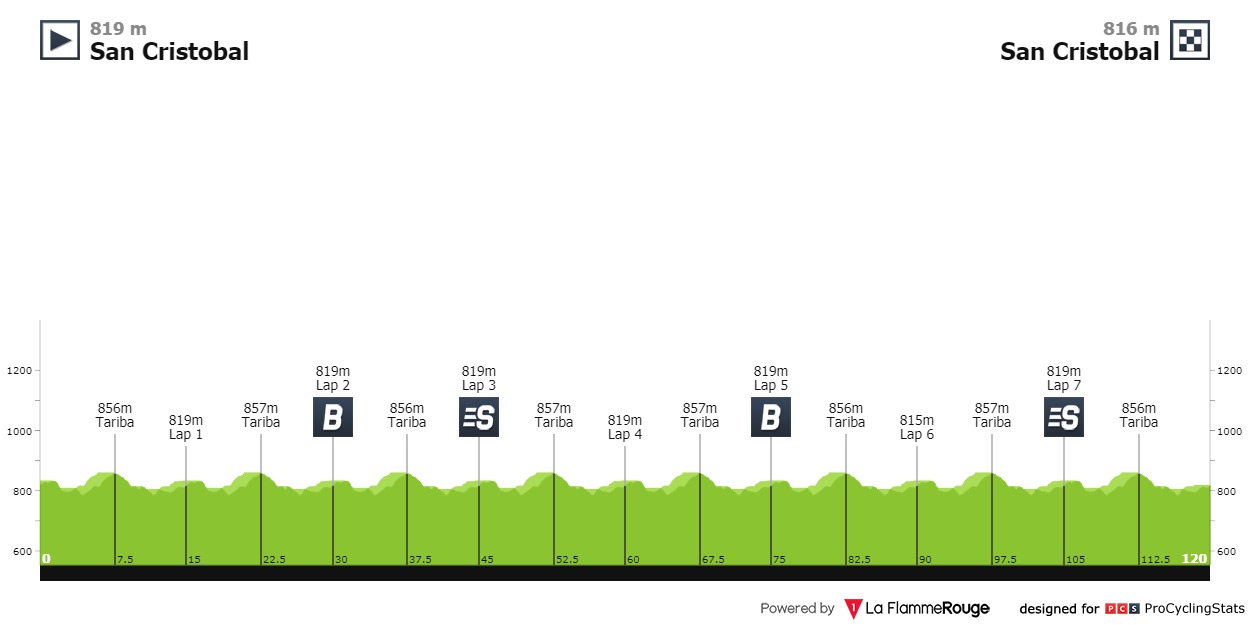 819 m
San Cristobal
816 m
San Cristobal
819m
Lap 2
819m
Lap 3
819m
Lap 5
819m
Lap 7
B
S
B
S
856m
Tariba
819m
Lap 1
857m
Tariba
856m
Tariba
857m
Tariba
819m
Lap 4
857m
Tariba
856m
Tariba
815m
Lap 6
857m
Tariba
856m
Tariba
1200
1000
800
600
1200
1000
800
600
0 7.5 15 22.5 30 37.5 45 52.5 60 67.5 75 82.5 90 97.5 105 112.5 120
Powered by 1 La FlammeRouge designed for PCS ProCyclingStats